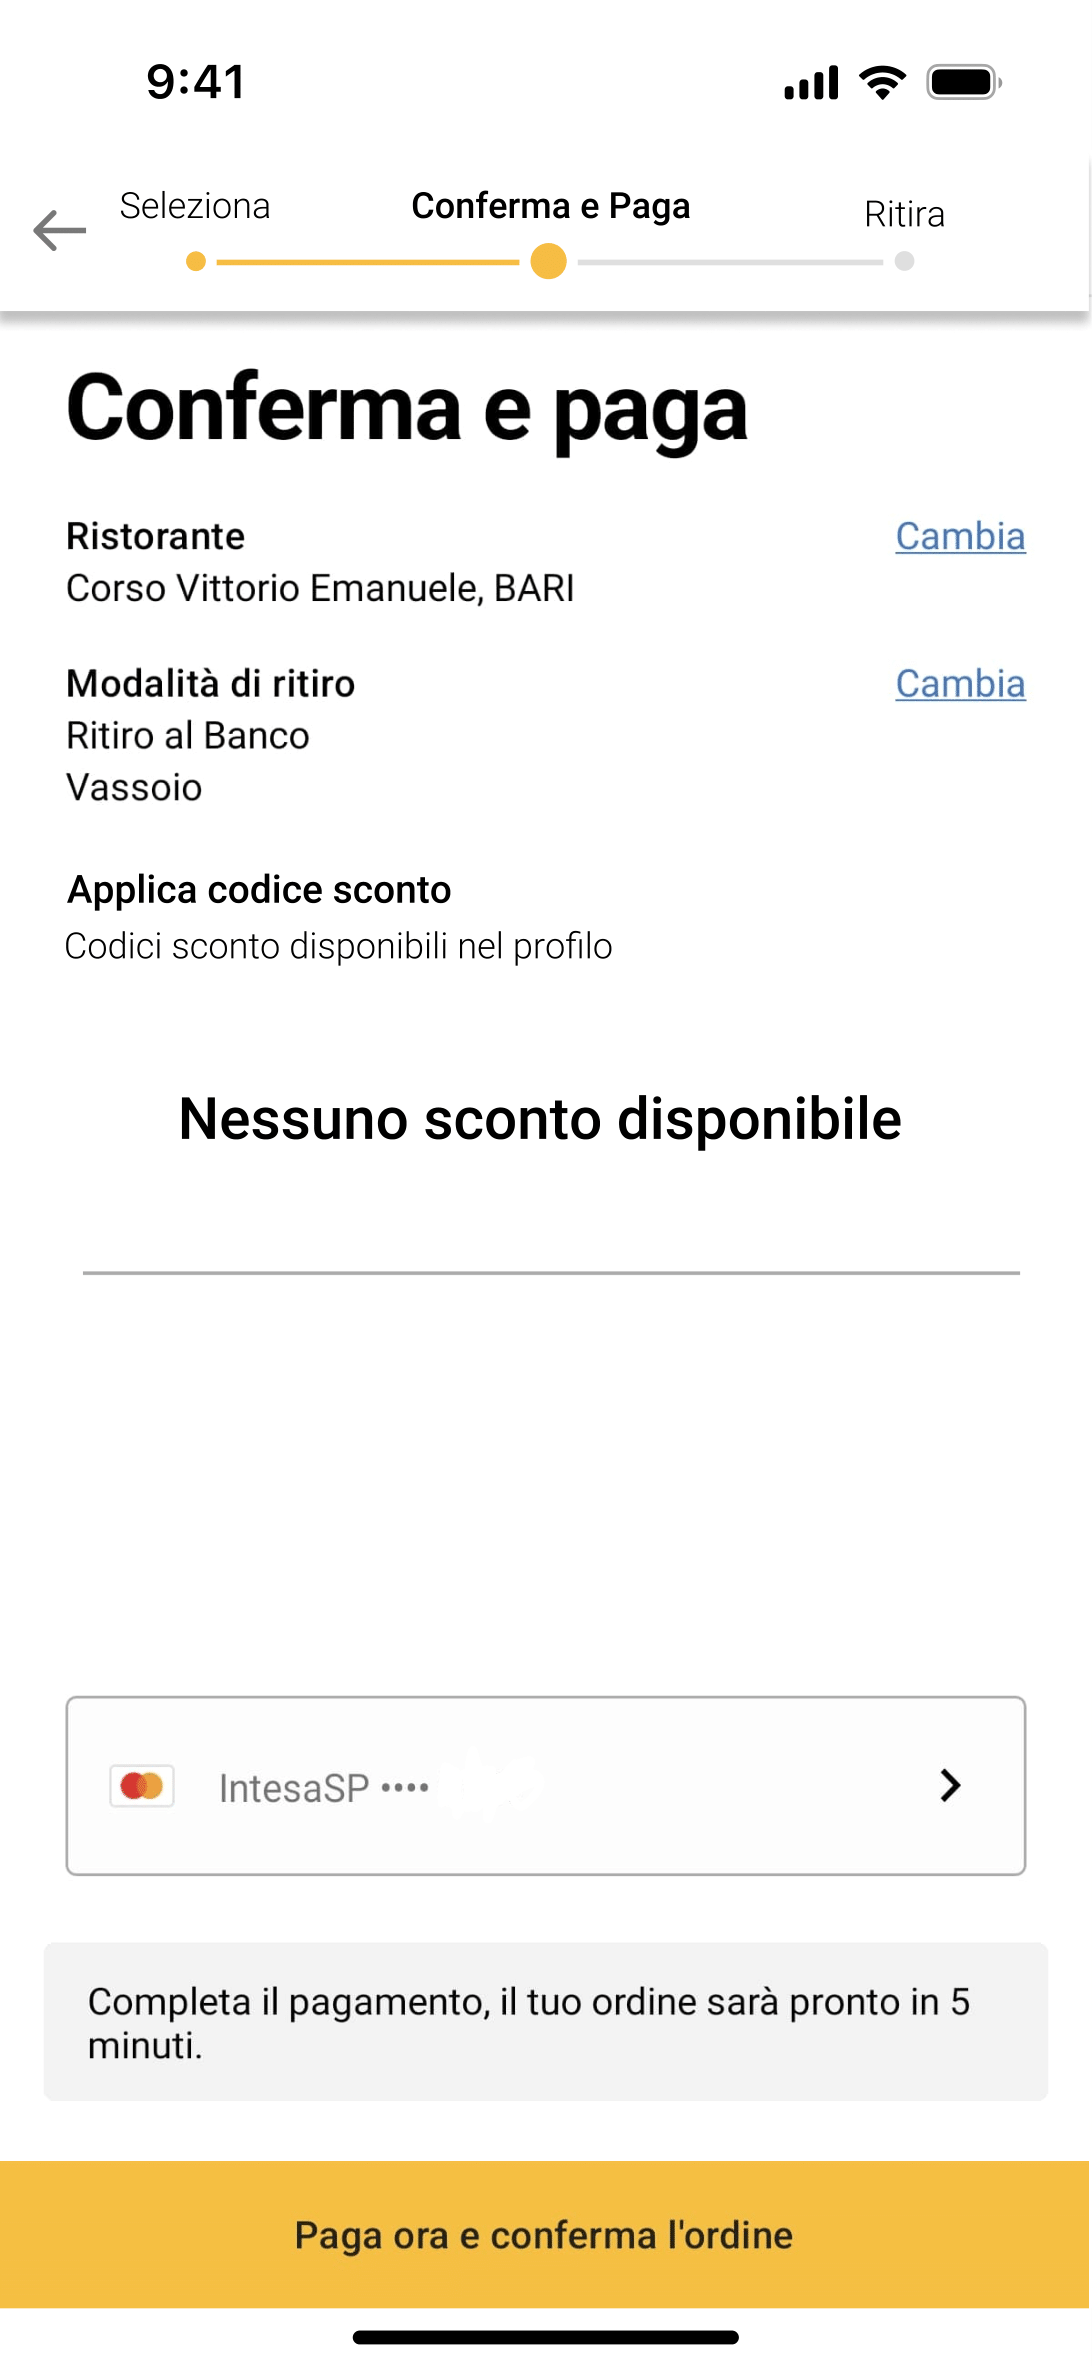 9:41
Seleziona
Conferma e Paga
Ritira
Conferma e paga
Ristorante
Cambia
Corso Vittorio Emanuele, BARI
Modalità di ritiro
Cambia
Ritiro al Banco
Vassoio
Applica codice sconto
Codici sconto disponibili nel profilo
Nessuno sconto disponibile
IntesaSP ••••
Completa il pagamento, il tuo ordine sarà pronto in 5
minuti.
Paga ora e conferma l'ordine